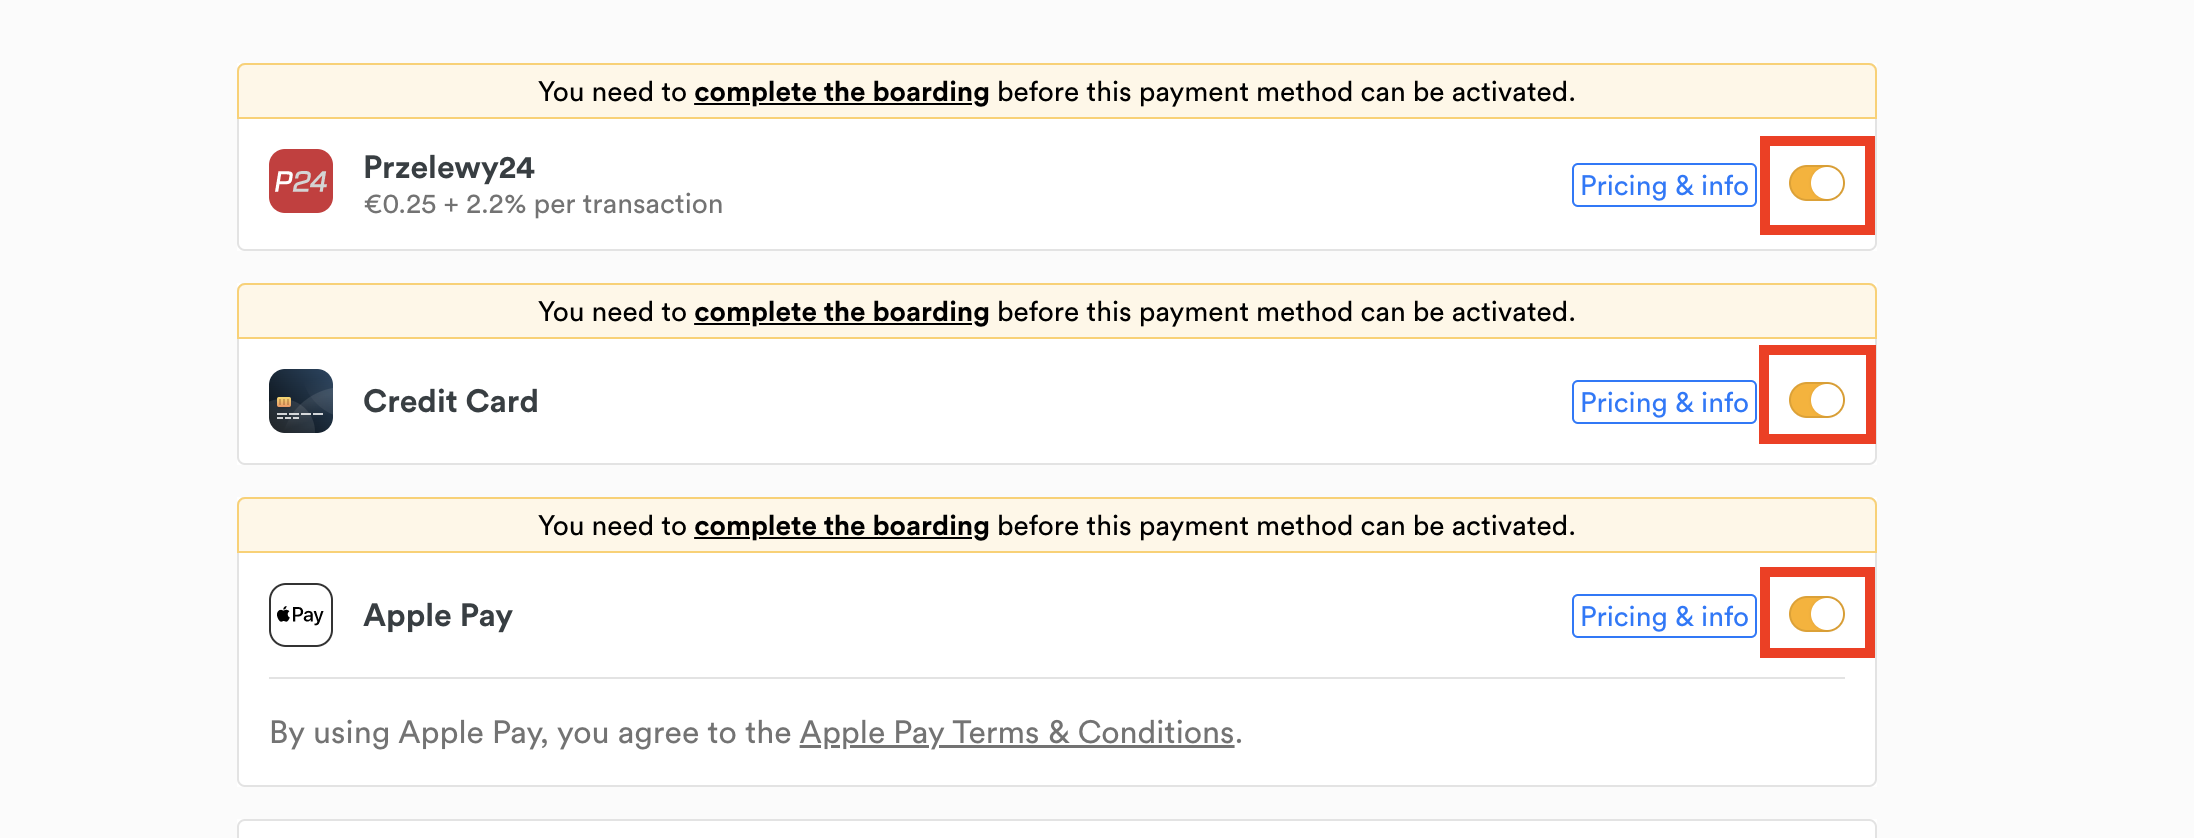 You need to complete the boarding before this payment method can be activated.
P24
Przelewy24
€0.25 + 2.2% per transaction
Pricing & info
You need to complete the boarding before this payment method can be activated.
Credit Card
Pricing & info
You need to complete the boarding before this payment method can be activated.
Pay
Apple Pay
Pricing & info
By using Apple Pay, you agree to the Apple Pay Terms & Conditions.